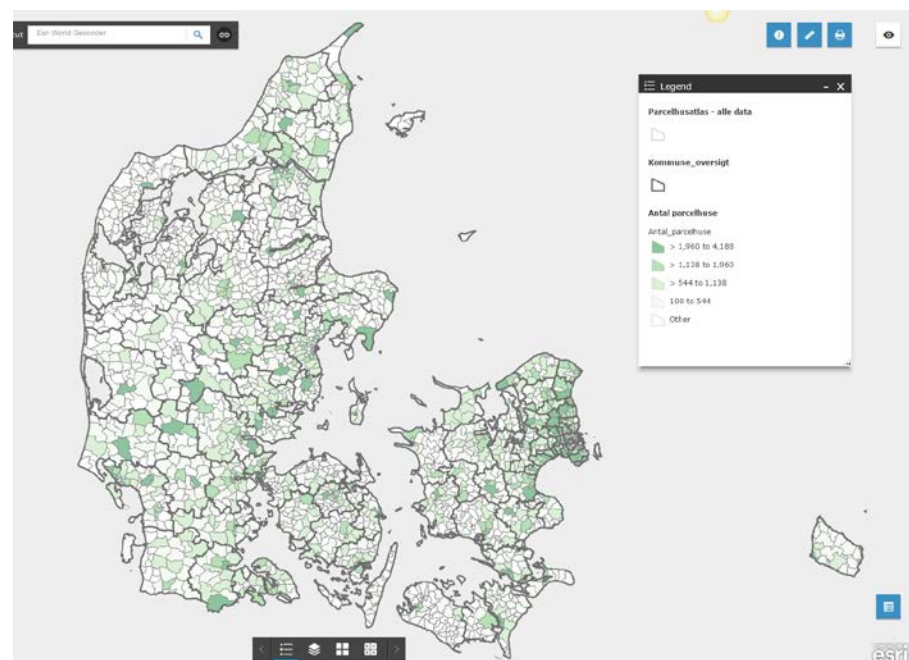 out
Esri World Geocoder
Legend
Parcelhusatlas - alle data
Kommune_oversigt
Antal parcelhuse
Antal_parcelhuse
> 1,960 to 4,185
> 1,138 to 1,960
> 544 to 1,138
100 to 544
Other
esri